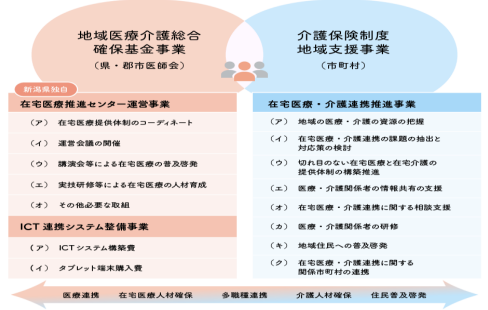 地域医療介護総合
確保基金事業
（県・郡市医師会）
介護保険制度
地域支援事業
（市町村）
新潟県独自
在宅医療推進センター運営事業
（ア） 在宅医療提供体制のコーディネート
（イ） 運営会議の開催
（ウ） 講演会等による在宅医療の普及啓発
（エ） 実技研修等による在宅医療の人材育成
（オ） その他必要な取組
ICT 連携システム整備事業
（ア） ICTシステム構築費
（イ） タブレット端末購入費
在宅医療・介護連携推進事業
（ア） 地域の医療・介護の資源の把握
（イ） 在宅医療・介護連携の課題の抽出と
対応策の検討
（ウ） 切れ目のない在宅医療と在宅介護の
提供体制の構築推進
（エ） 医療・介護関係者の情報共有の支援
（オ） 在宅医療・介護連携に関する相談支援
（カ） 医療・介護関係者の研修
（キ） 地域住民への普及啓発
（ク） 在宅医療・介護連携に関する
関係市町村の連携
医療連携 在宅医療人材確保 多職種連携 介護人材確保 住民普及啓発